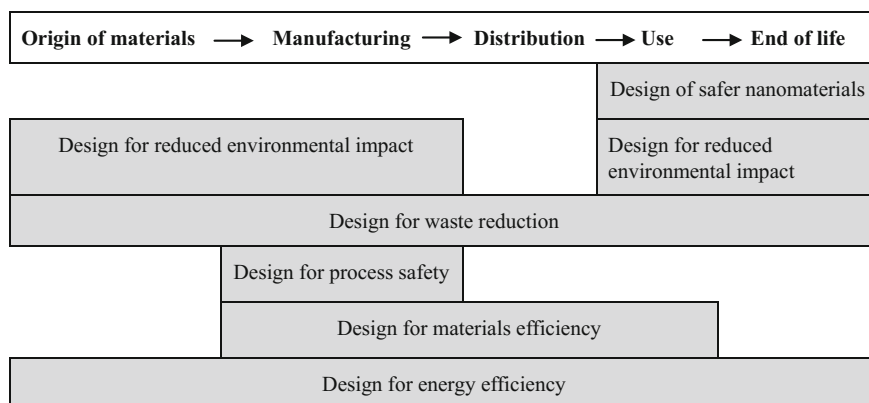 Origin of materials → Manufacturing → Distribution → Use → End of life
Design of safer nanomaterials
Design for reduced environmental impact
Design for reduced
environmental impact
Design for waste reduction
Design for process safety
Design for materials efficiency
Design for energy efficiency